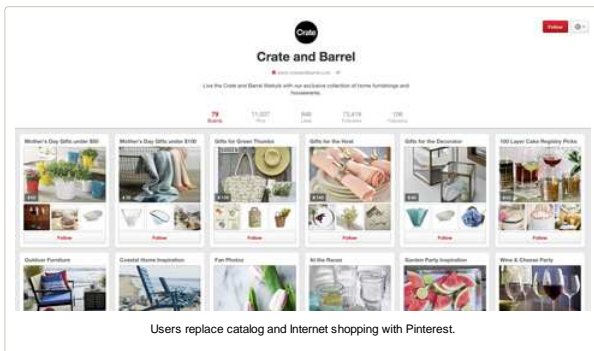 Crate
Follow
Crate and Barrel
Live the Crate and Barrel lifestyle with our exclusive collection of home furnishings and
housewares.
79
Boards
Pins
Likes
Followers
Mother's Day Gifts under $50
Mother's Day Gifts under $100
Gifts for Green Thumbs
Gifts for the Host
Gifts for the Decorator
100 Layer Cake Registry Picks
Follow
Follow
Follow
Follow
Follow
Follow
Outdoor Furniture
Coastal Home Inspiration
Fan Photos
At the Races
Garden Party Inspiration
Wine & Cheese Party
Users replace catalog and Internet shopping with Pinterest.